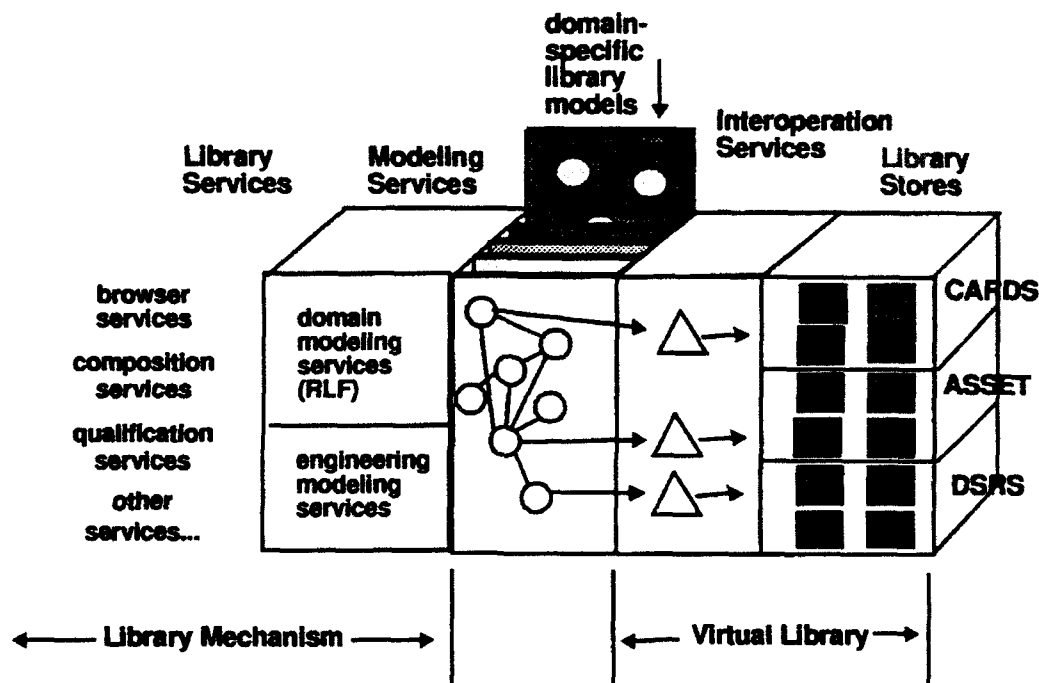 domain-
specific
library
models
Interoperation
Services
Library
Services
Modeling
Services
Library
Stores
browser
services
composition
services
qualification
services
other
services...
domain
modeling
services
(RLF)
engineering
modeling
services
CARDS
ASSET
DSRS
Library Mechanism
Virtual Library